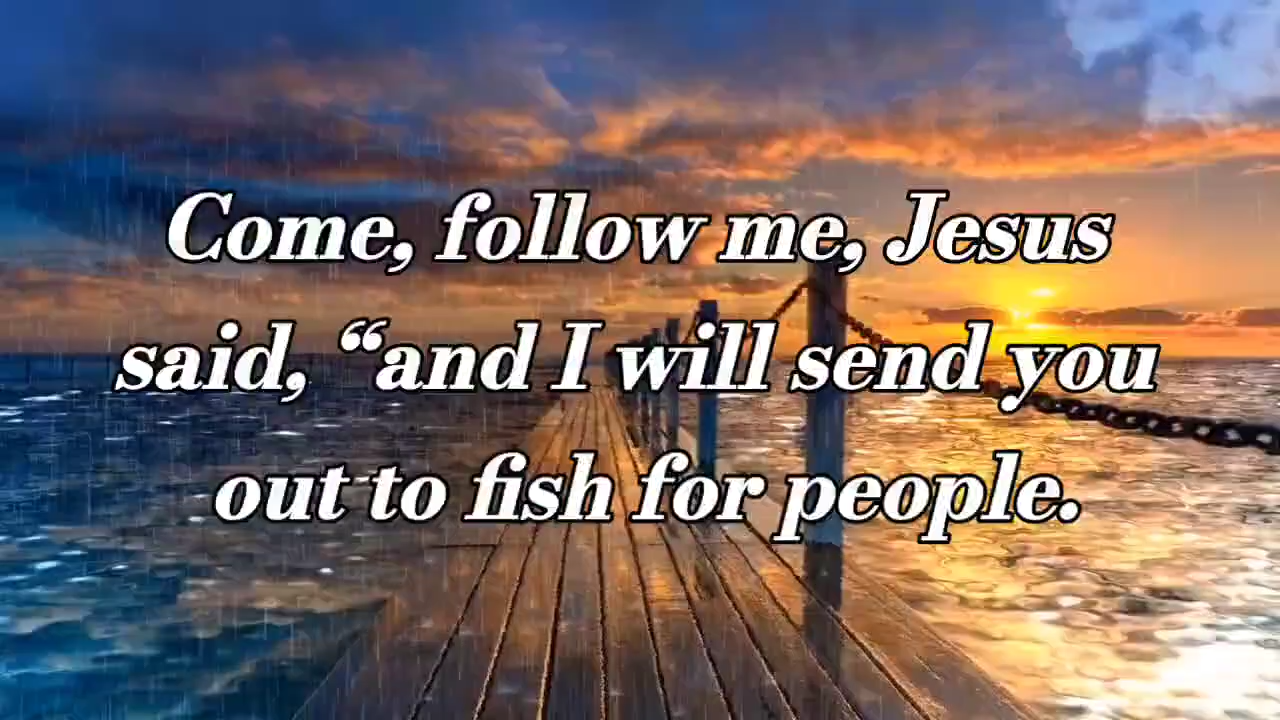 Come, follow me, Jesus
said, “and I will send you
out to fish for people.